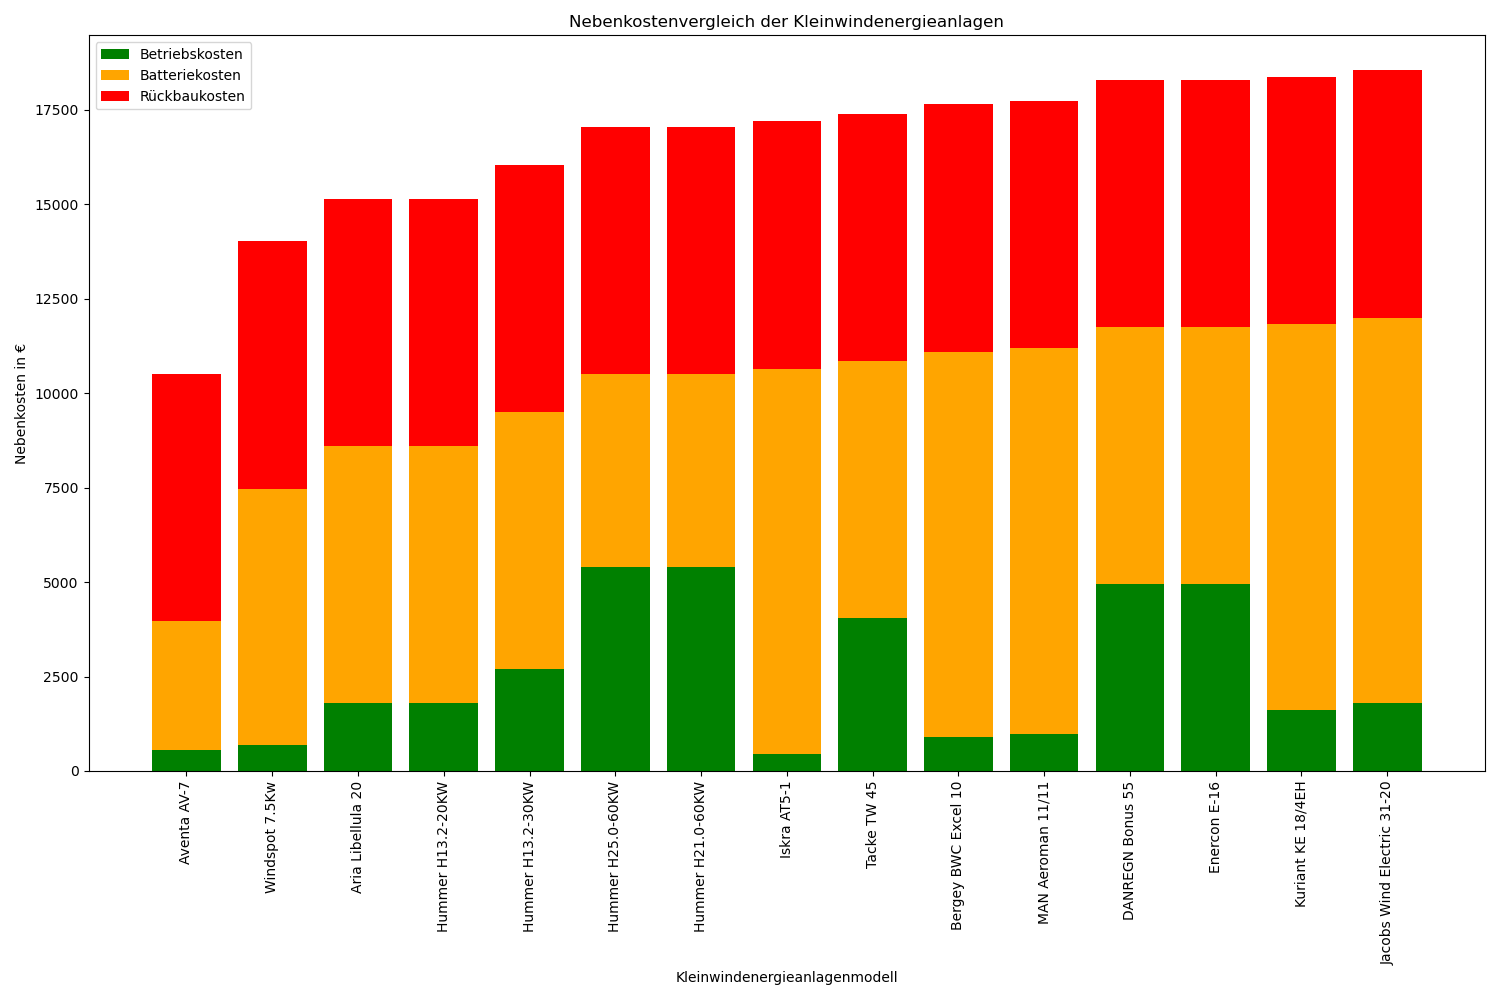 Nebenkostenvergleich der Kleinwindenergieanlagen
Betriebskosten
Batteriekosten
Rückbaukosten
Nebenkosten in €
17500
15000
12500
10000
7500
5000
2500
0
Aventa AV-7
Windspot 7.5Kw
Aria Libellula 20
Hummer H13.2-20KW
Hummer H13.2-30KW
Hummer H25.0-60KW
Hummer H21.0-60KW
Iskra AT5-1
Tacke TW 45
Bergey BWC Excel 10
MAN Aeroman 11/11
DANREGN Bonus 55
Enercon E-16
Kuriant KE 18/4EH
Jacobs Wind Electric 31-20
Kleinwindenergieanlagenmodell